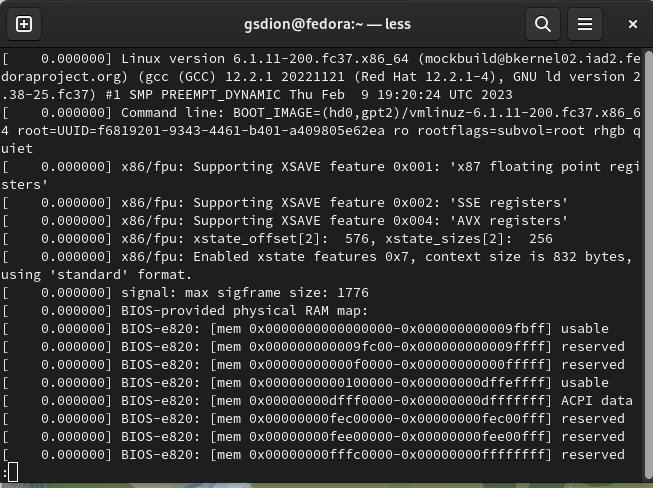 gsdion@fedora:~ — less
[    0.000000] Linux version 6.1.11-200.fc37.x86_64 (mockbuild@bkernel02.iad2.fe
doraproject.org) (gcc (GCC) 12.2.1 20221121 (Red Hat 12.2.1-4), GNU ld version 2
.38-25.fc37) #1 SMP PREEMPT_DYNAMIC Thu Feb  9 19:20:24 UTC 2023
[    0.000000] Command line: BOOT_IMAGE=(hd0,gpt2)/vmlinuz-6.1.11-200.fc37.x86_6
4 root=UUID=f6819201-9343-4461-b401-a409805e62ea ro rootflags=subvol=root rhgb q
uiet
[    0.000000] x86/fpu: Supporting XSAVE feature 0x001: 'x87 floating point regi
sters'
[    0.000000] x86/fpu: Supporting XSAVE feature 0x002: 'SSE registers'
[    0.000000] x86/fpu: Supporting XSAVE feature 0x004: 'AVX registers'
[    0.000000] x86/fpu: xstate_offset[2]:  576, xstate_sizes[2]:  256
[    0.000000] x86/fpu: Enabled xstate features 0x7, context size is 832 bytes,
using 'standard' format.
[    0.000000] signal: max sigframe size: 1776
[    0.000000] BIOS-provided physical RAM map:
[    0.000000] BIOS-e820: [mem 0x0000000000000000-0x000000000009fbff] usable
[    0.000000] BIOS-e820: [mem 0x000000000009fc00-0x000000000009ffff] reserved
[    0.000000] BIOS-e820: [mem 0x00000000000f0000-0x00000000000fffff] reserved
[    0.000000] BIOS-e820: [mem 0x0000000000100000-0x00000000dffeffff] usable
[    0.000000] BIOS-e820: [mem 0x00000000dfff0000-0x00000000dfffffff] ACPI data
[    0.000000] BIOS-e820: [mem 0x00000000fec00000-0x00000000fec00fff] reserved
[    0.000000] BIOS-e820: [mem 0x00000000fee00000-0x00000000fee00fff] reserved
[    0.000000] BIOS-e820: [mem 0x00000000fffc0000-0x00000000ffffffff] reserved
: